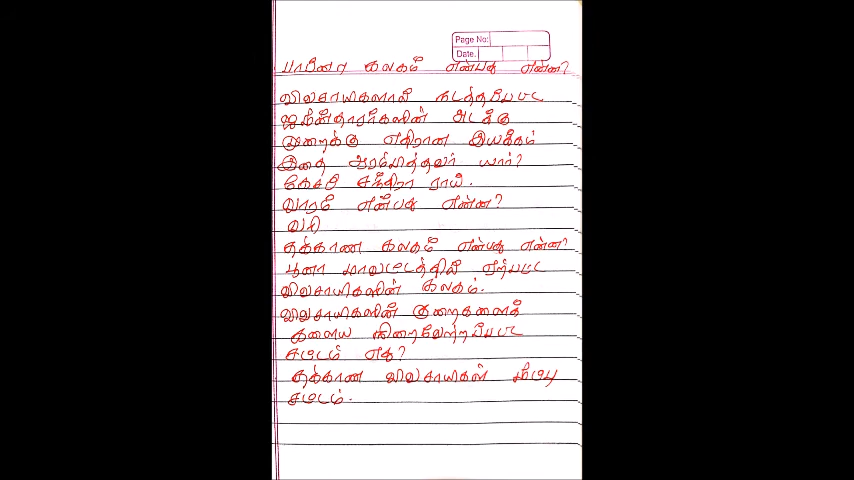 Page No:
Date.
பாபினா கலகம் என்பது என்ன?
விவசாயிகளால் நடத்தப்பட்ட
ஜமீன்தாரர்களின் அடக்கு
முறைக்கு எதிரான இயக்கம்
இதை ஆரம்பித்தவர் யார்?
கேசப் சந்திரா ராய்.
வாரம் என்பது என்ன?
வரி
தக்காண கலகம் என்பது என்ன?
பூனா மாவட்டத்தில் ஏற்பட்ட
விவசாயிகளின் கலகம்.
விவசாயிகளின் குறைகளைக்
களைய நிறைவேற்றப்பட்ட
சட்டம் எது?
தக்காண விவசாயிகள் மீட்பு
சட்டம்.